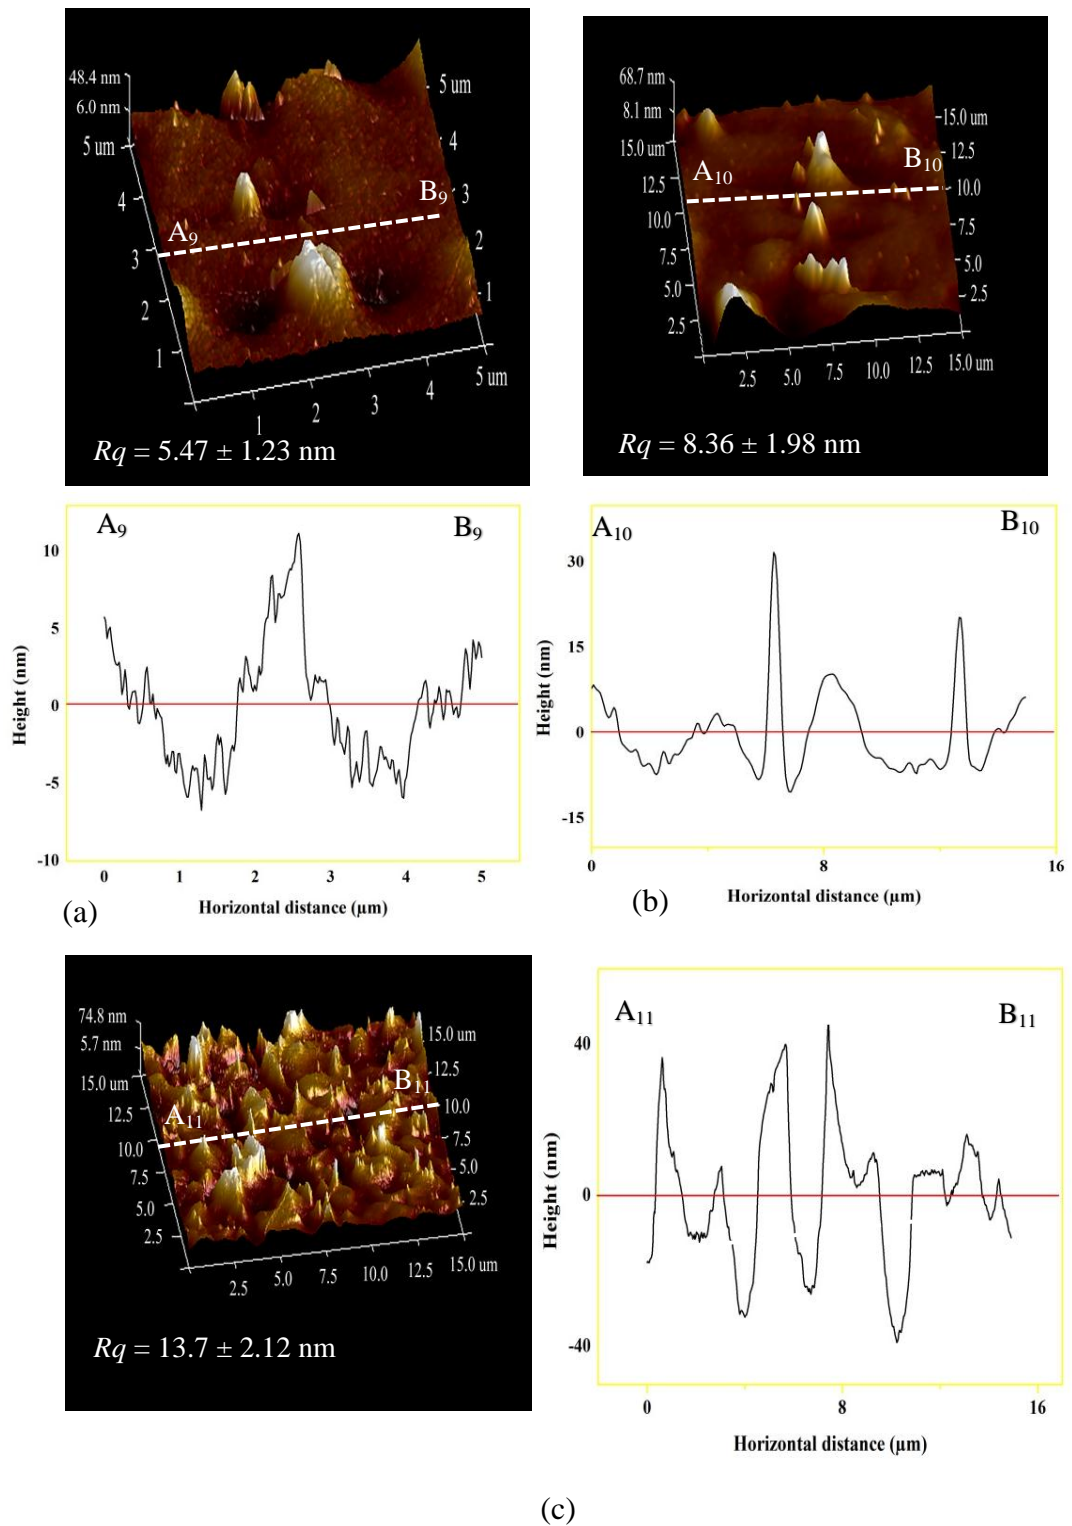 48.4 nm
6.0 nm
5 um
4
3
2
1
5 um
4
3
2
1
1
2
3
4
5 um
A9
B9
Rq = 5.47 ± 1.23 nm
68.7 nm
8.1 nm
15.0 um
12.5
10.0
7.5
5.0
2.5
15.0 um
12.5
10.0
7.5
5.0
2.5
2.5
5.0
7.5
10.0
12.5
15.0 um
A10
B10
Rq = 8.36 ± 1.98 nm
A9
B9
10
5
0
-5
-10
Height (nm)
0 1 2 3 4 5
Horizontal distance (µm)
(a)
A10
B10
30
15
0
-15
Height (nm)
0 8 16
Horizontal distance (µm)
(b)
74.8 nm
5.7 nm
15.0 um
12.5
10.0
7.5
5.0
2.5
15.0 um
12.5
10.0
7.5
5.0
2.5
2.5
5.0
7.5
10.0
12.5
15.0 um
A11
B11
Rq = 13.7 ± 2.12 nm
A11
B11
40
0
-40
Height (nm)
0 8 16
Horizontal distance (µm)
(c)